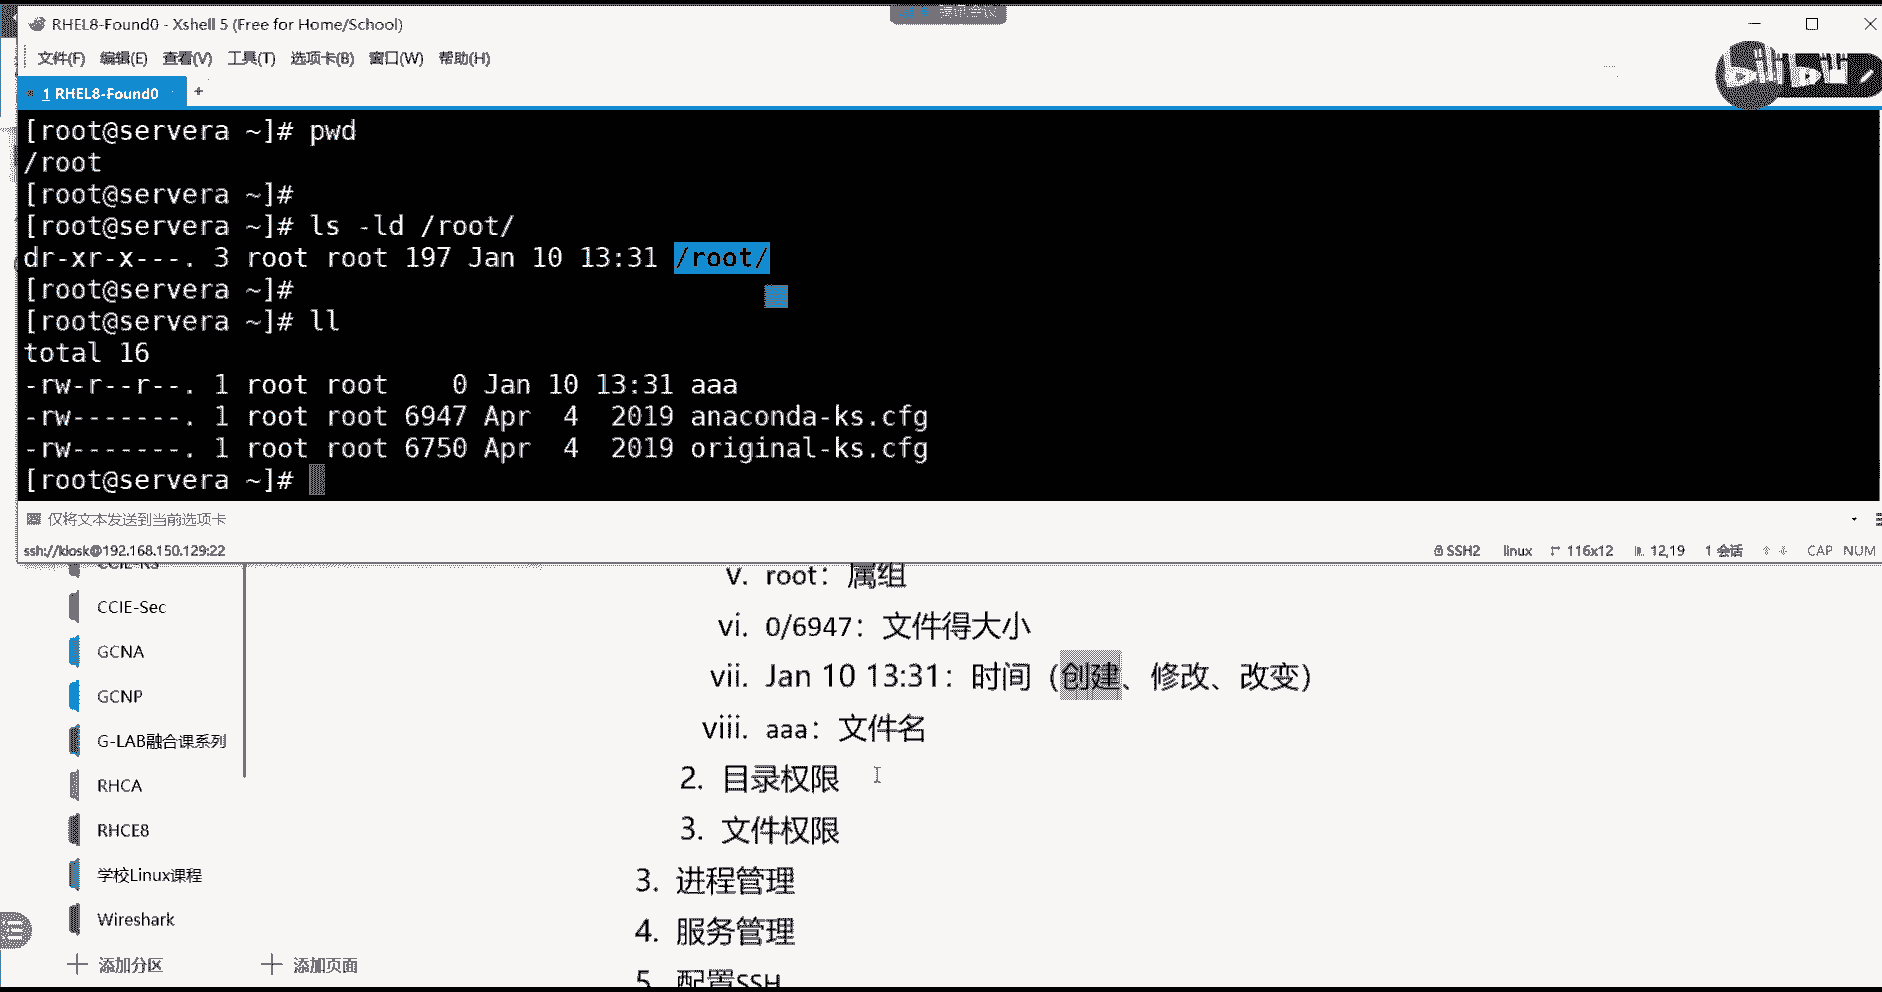 腾讯会议
RHEL8-Found0 - Xshell 5 (Free for Home/School)
文件(F) 编辑(E) 查看(V) 工具(T) 选项卡(B) 窗口(W) 帮助(H)
bilibili
1 RHEL8-Found0 +
[root@servera ~]# pwd
/root
[root@servera ~]#
[root@servera ~]# ls -ld /root/
dr-xr-x---. 3 root root 197 Jan 10 13:31 /root/
[root@servera ~]#
[root@servera ~]# ll
total 16
-rw-r--r--. 1 root root    0 Jan 10 13:31 aaa
-rw-------. 1 root root 6947 Apr  4  2019 anaconda-ks.cfg
-rw-------. 1 root root 6750 Apr  4  2019 original-ks.cfg
[root@servera ~]#
仅将文本发送到当前选项卡
ssh://kiosk@192.168.150.129:22 SSH2 linux 116x12 12,19 1 会话 CAP NUM
CCIE-RS
CCIE-Sec
GCNA
GCNP
G-LAB融合课系列
RHCA
RHCE8
学校Linux课程
Wireshark
添加分区 添加页面
v. root：属组
vi. 0/6947：文件得大小
vii. Jan 10 13:31：时间（创建、修改、改变）
viii. aaa：文件名
2. 目录权限
3. 文件权限
3. 进程管理
4. 服务管理
5. 配置SSH